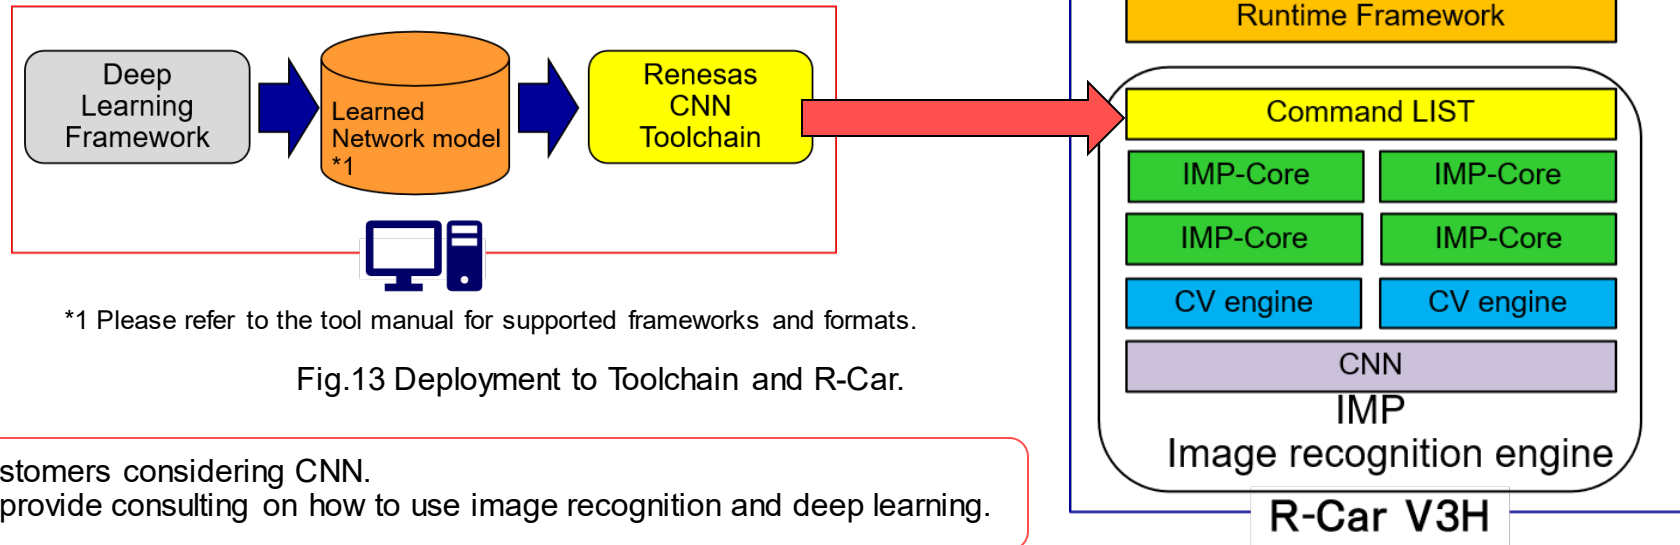 Deep
Learning
Framework
Learned
Network model
*1
Renesas
CNN
Toolchain
*1 Please refer to the tool manual for supported frameworks and formats.
Fig.13 Deployment to Toolchain and R-Car.
stomers considering CNN.
provide consulting on how to use image recognition and deep learning.
Runtime Framework
Command LIST
IMP-Core IMP-Core
IMP-Core IMP-Core
CV engine CV engine
CNN
IMP
Image recognition engine
R-Car V3H